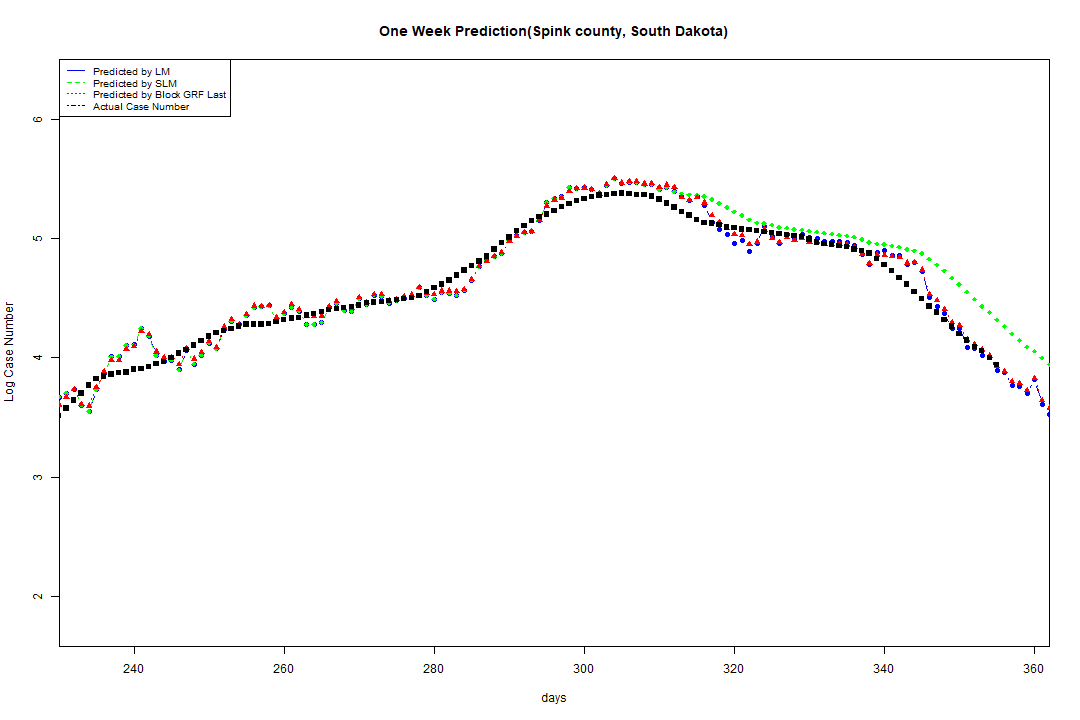 One Week Prediction(Spink county, South Dakota)
Predicted by LM
Predicted by SLM
Predicted by Block GRF Last
Actual Case Number
6
5
4
3
2
Log Case Number
240 260 280 300 320 340 360
days